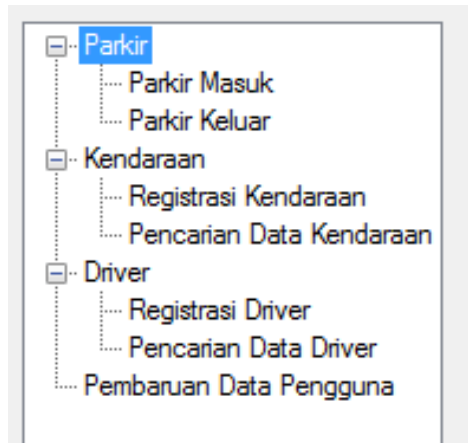 Parkir
Parkir Masuk
Parkir Keluar
Kendaraan
Registrasi Kendaraan
Pencarian Data Kendaraan
Driver
Registrasi Driver
Pencarian Data Driver
Pembaruan Data Pengguna